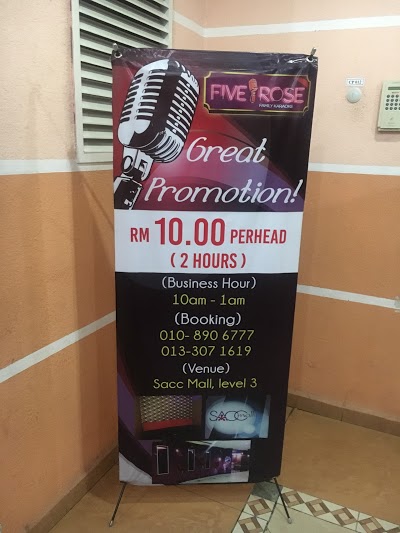 FIVE ROSE
FAMILY KARAOKE
Great
Promotion!
RM 10.00 PERHEAD
( 2 HOURS )
(Business Hour)
10am - 1am
(Booking)
010- 890 6777
013-307 1619
(Venue)
Sacc Mall, level 3
SACC